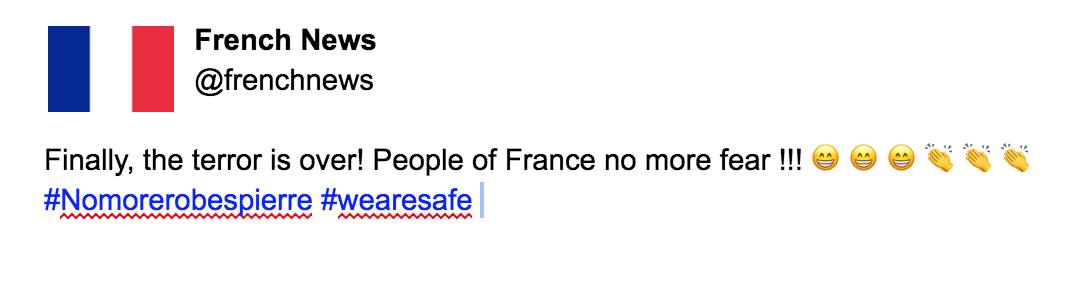 French News
@frenchnews
Finally, the terror is over! People of France no more fear !!! 😁 😁 😁 👏 👏 👏
#Nomorerobespierre #wearesafe